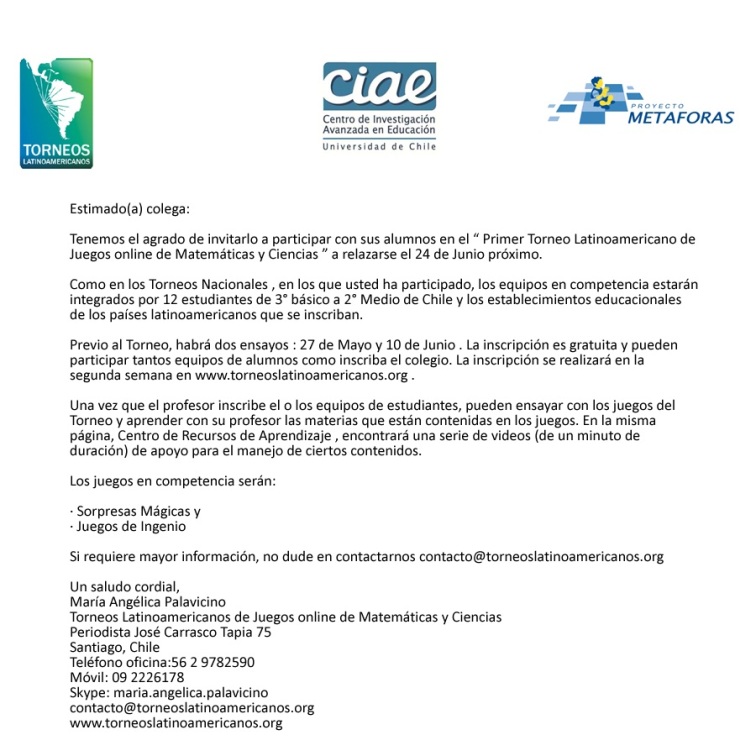 TORNEOS
LATINOAMERICANOS
ciae
Centro de Investigación
Avanzada en Educación
Universidad de Chile
PROYECTO
METAFORAS
Estimado(a) colega:
Tenemos el agrado de invitarlo a participar con sus alumnos en el “ Primer Torneo Latinoamericano de
Juegos online de Matemáticas y Ciencias ” a relazarse el 24 de Junio próximo.
Como en los Torneos Nacionales , en los que usted ha participado, los equipos en competencia estarán
integrados por 12 estudiantes de 3° básico a 2° Medio de Chile y los establecimientos educacionales
de los países latinoamericanos que se inscriban.
Previo al Torneo, habrá dos ensayos : 27 de Mayo y 10 de Junio . La inscripción es gratuita y pueden
participar tantos equipos de alumnos como inscriba el colegio. La inscripción se realizará en la
segunda semana en www.torneoslatinoamericanos.org .
Una vez que el profesor inscribe el o los equipos de estudiantes, pueden ensayar con los juegos del
Torneo y aprender con su profesor las materias que están contenidas en los juegos. En la misma
página, Centro de Recursos de Aprendizaje , encontrará una serie de videos (de un minuto de
duración) de apoyo para el manejo de ciertos contenidos.
Los juegos en competencia serán:
· Sorpresas Mágicas y
· Juegos de Ingenio
Si requiere mayor información, no dude en contactarnos contacto@torneoslatinoamericanos.org
Un saludo cordial,
María Angélica Palavicino
Torneos Latinoamericanos de Juegos online de Matemáticas y Ciencias
Periodista José Carrasco Tapia 75
Santiago, Chile
Teléfono oficina:56 2 9782590
Móvil: 09 2226178
Skype: maria.angelica.palavicino
contacto@torneoslatinoamericanos.org
www.torneoslatinoamericanos.org